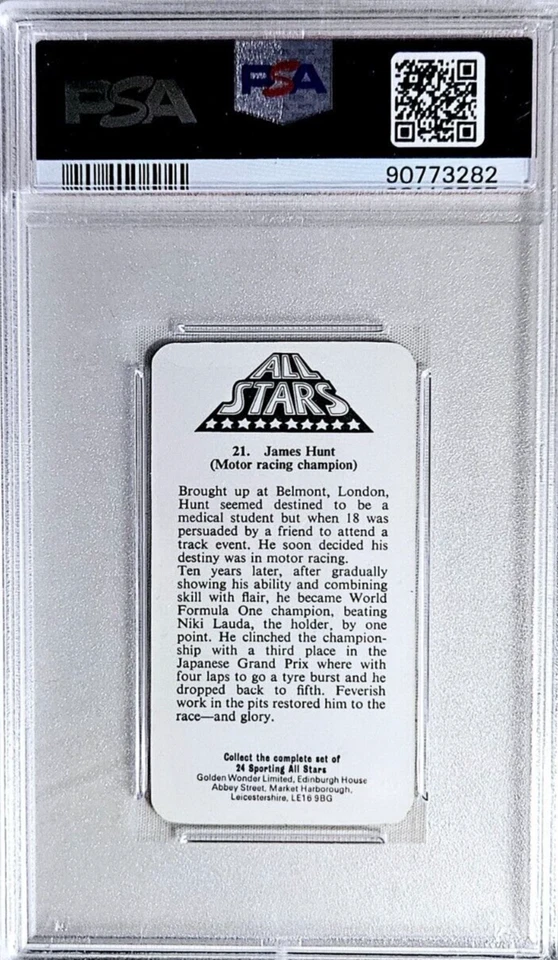 PSA
PSA
90773282
ALL
STARS
21. James Hunt
(Motor racing champion)
Brought up at Belmont, London,
Hunt seemed destined to be a
medical student but when 18 was
persuaded by a friend to attend a
track event. He soon decided his
destiny was in motor racing.
Ten years later, after gradually
showing his ability and combining
skill with flair, he became World
Formula One champion, beating
Niki Lauda, the holder, by one
point. He clinched the champion-
ship with a third place in the
Japanese Grand Prix where with
four laps to go a tyre burst and he
dropped back to fifth. Feverish
work in the pits restored him to the
race—and glory.
Collect the complete set of
24 Sporting All Stars
Golden Wonder Limited, Edinburgh House
Abbey Street, Market Harborough,
Leicestershire, LE16 9BG